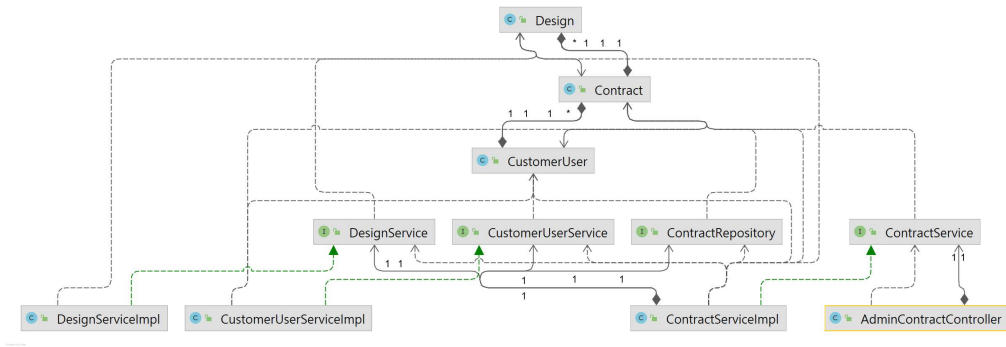 C Design
* 1 1 1
C Contract
1 1 1 *
C CustomerUser
I DesignService
I CustomerUserService
I ContractRepository
I ContractService
1 1
1 1 1
1 1
1
C DesignServiceImpl
C CustomerUserServiceImpl
C ContractServiceImpl
C AdminContractController